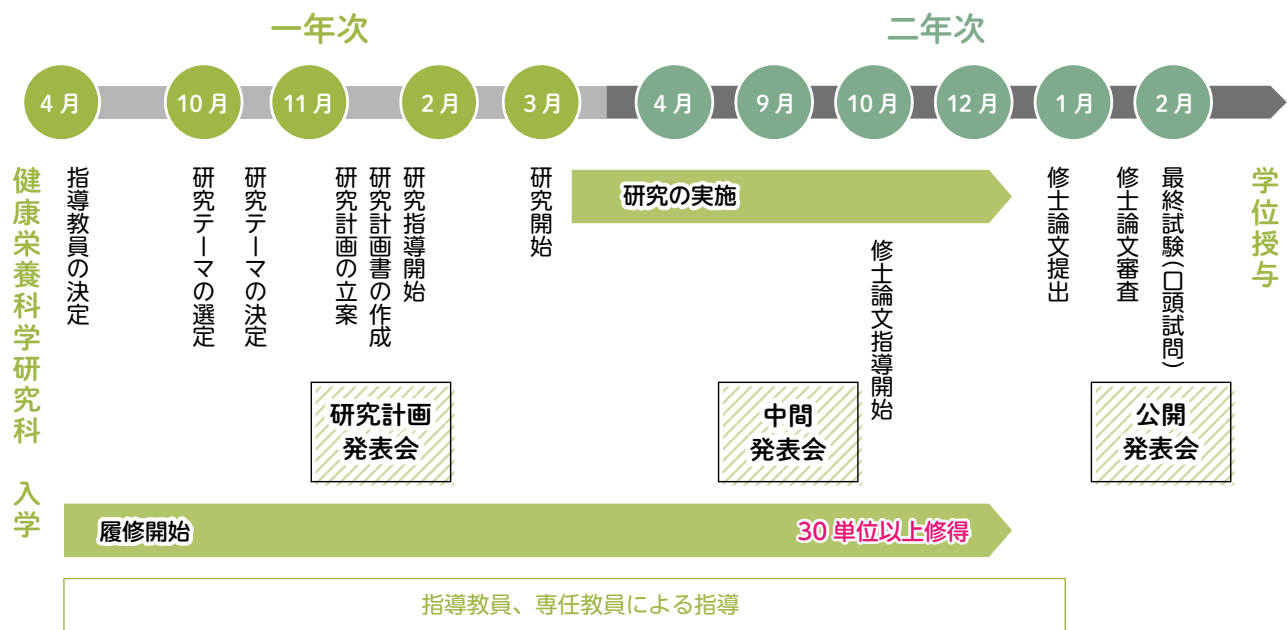 一年次
二年次
4月
10月
11月
2月
3月
4月
9月
10月
12月
1月
2月
健康栄養科学研究科 入学
指導教員の決定
研究テーマの選定
研究テーマの決定
研究計画の立案
研究計画書の作成
研究指導開始
研究開始
研究の実施
修士論文指導開始
修士論文提出
修士論文審査
最終試験(口頭試問)
学位授与
研究計画
発表会
中間
発表会
公開
発表会
履修開始
30単位以上修得
指導教員、専任教員による指導